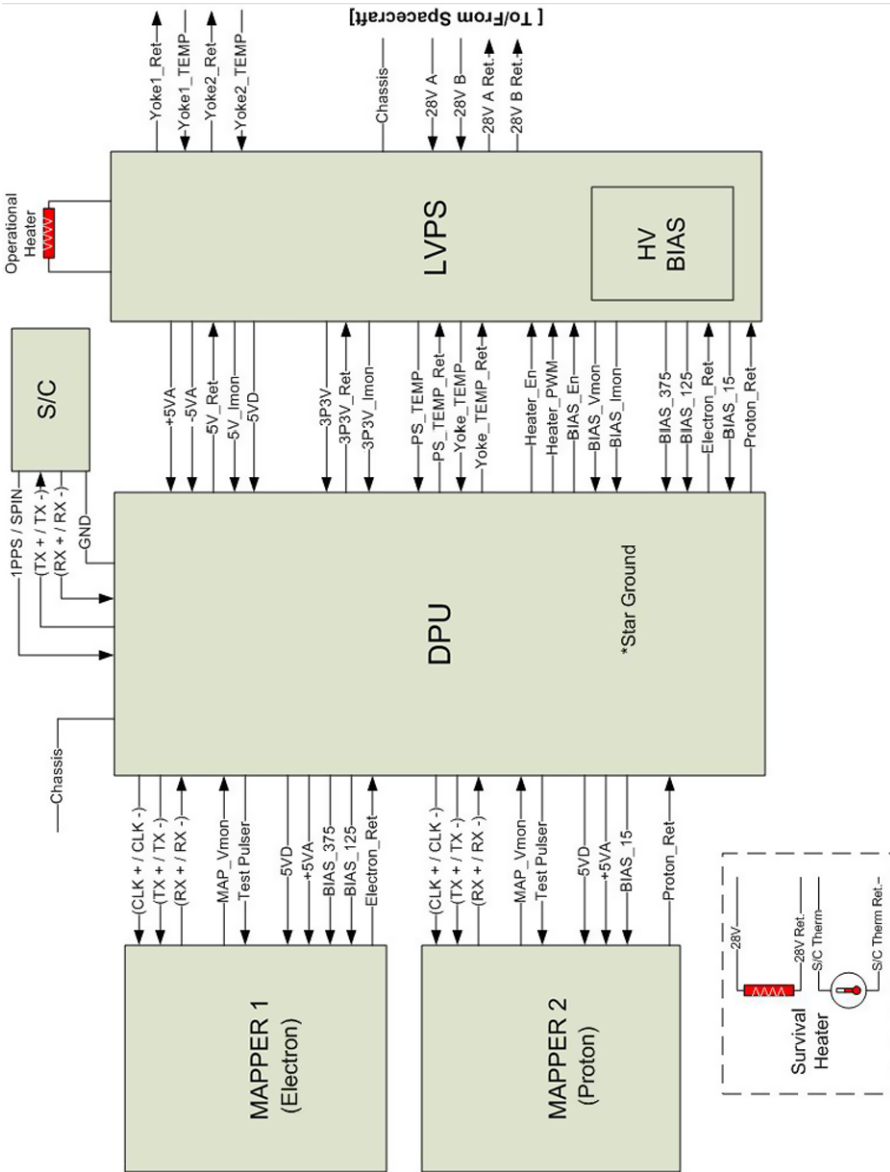 [ To/From Spacecraft]
Yoke1_Ret
Yoke1_TEMP
Yoke2_Ret
Yoke2_TEMP
Chassis
28V A
28V B
28V A Ret.
28V B Ret.
Operational
Heater
LVPS
HV
BIAS
S/C
1PPS / SPIN
(TX + / TX -)
(RX + / RX -)
GND
+5VA
-5VA
5V_Ret
5V_Imon
5VD
3P3V
3P3V_Ret
3P3V_Imon
PS_TEMP
PS_TEMP_Ret
Yoke_TEMP
Yoke_TEMP_Ret
Heater_En
Heater_PWM
BIAS_En
BIAS_Vmon
BIAS_Imon
BIAS_375
BIAS_125
Electron_Ret
BIAS_15
Proton_Ret
DPU
*Star Ground
Chassis
(CLK + / CLK -)
(TX + / TX -)
(RX + / RX -)
MAP_Vmon
Test Pulser
5VD
+5VA
BIAS_375
BIAS_125
Electron_Ret
(CLK + / CLK -)
(TX + / TX -)
(RX + / RX -)
MAP_Vmon
Test Pulser
5VD
+5VA
BIAS_15
Proton_Ret
MAPPER 1
(Electron)
MAPPER 2
(Proton)
28V
28V Ret.
S/C Therm
S/C Therm Ret.
Survival
Heater